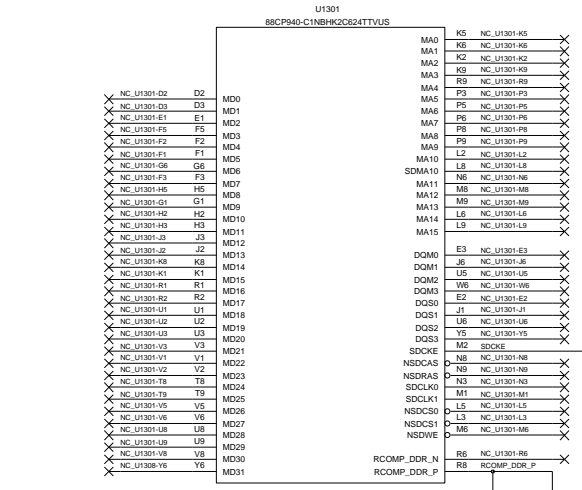 U1301
88CP940-C1NBHK2C624TTVUS
NC_U1301-D2 D2 MD0
NC_U1301-D3 D3 MD1
NC_U1301-E1 E1 MD2
NC_U1301-F5 F5 MD3
NC_U1301-F2 F2 MD4
NC_U1301-F1 F1 MD5
NC_U1301-G6 G6 MD6
NC_U1301-F3 F3 MD7
NC_U1301-H5 H5 MD8
NC_U1301-G1 G1 MD9
NC_U1301-H2 H2 MD10
NC_U1301-H3 H3 MD11
NC_U1301-J3 J3 MD12
NC_U1301-J2 J2 MD13
NC_U1301-K8 K8 MD14
NC_U1301-K1 K1 MD15
NC_U1301-R1 R1 MD16
NC_U1301-R2 R2 MD17
NC_U1301-U1 U1 MD18
NC_U1301-U2 U2 MD19
NC_U1301-U3 U3 MD20
NC_U1301-V3 V3 MD21
NC_U1301-V1 V1 MD22
NC_U1301-V2 V2 MD23
NC_U1301-T8 T8 MD24
NC_U1301-T9 T9 MD25
NC_U1301-V5 V5 MD26
NC_U1301-V6 V6 MD27
NC_U1301-U8 U8 MD28
NC_U1301-U9 U9 MD29
NC_U1301-V8 V8 MD30
NC_U1308-Y6 Y6 MD31
MA0 K5 NC_U1301-K5
MA1 K6 NC_U1301-K6
MA2 K2 NC_U1301-K2
MA3 K9 NC_U1301-K9
MA4 R9 NC_U1301-R9
MA5 P3 NC_U1301-P3
MA6 P5 NC_U1301-P5
MA7 P6 NC_U1301-P6
MA8 P8 NC_U1301-P8
MA9 P9 NC_U1301-P9
MA10 L2 NC_U1301-L2
SDMA10 L8 NC_U1301-L8
MA11 N6 NC_U1301-N6
MA12 M8 NC_U1301-M8
MA13 M9 NC_U1301-M9
MA14 L6 NC_U1301-L6
MA15 L9 NC_U1301-L9
DQM0 E3 NC_U1301-E3
DQM1 J6 NC_U1301-J6
DQM2 U5 NC_U1301-U5
DQM3 W6 NC_U1301-W6
DQS0 E2 NC_U1301-E2
DQS1 J1 NC_U1301-J1
DQS2 U6 NC_U1301-U6
DQS3 Y5 NC_U1301-Y5
SDCKE M2 SDCKE
NSDCAS N8 NC_U1301-N8
NSDRAS N9 NC_U1301-N9
SDCLK0 N3 NC_U1301-N3
SDCLK1 M1 NC_U1301-M1
NSDCS0 L5 NC_U1301-L5
NSDCS1 L3 NC_U1301-L3
NSDWE M6 NC_U1301-M6
RCOMP_DDR_N R6 NC_U1301-R6
RCOMP_DDR_P R8 RCOMP_DDR_P